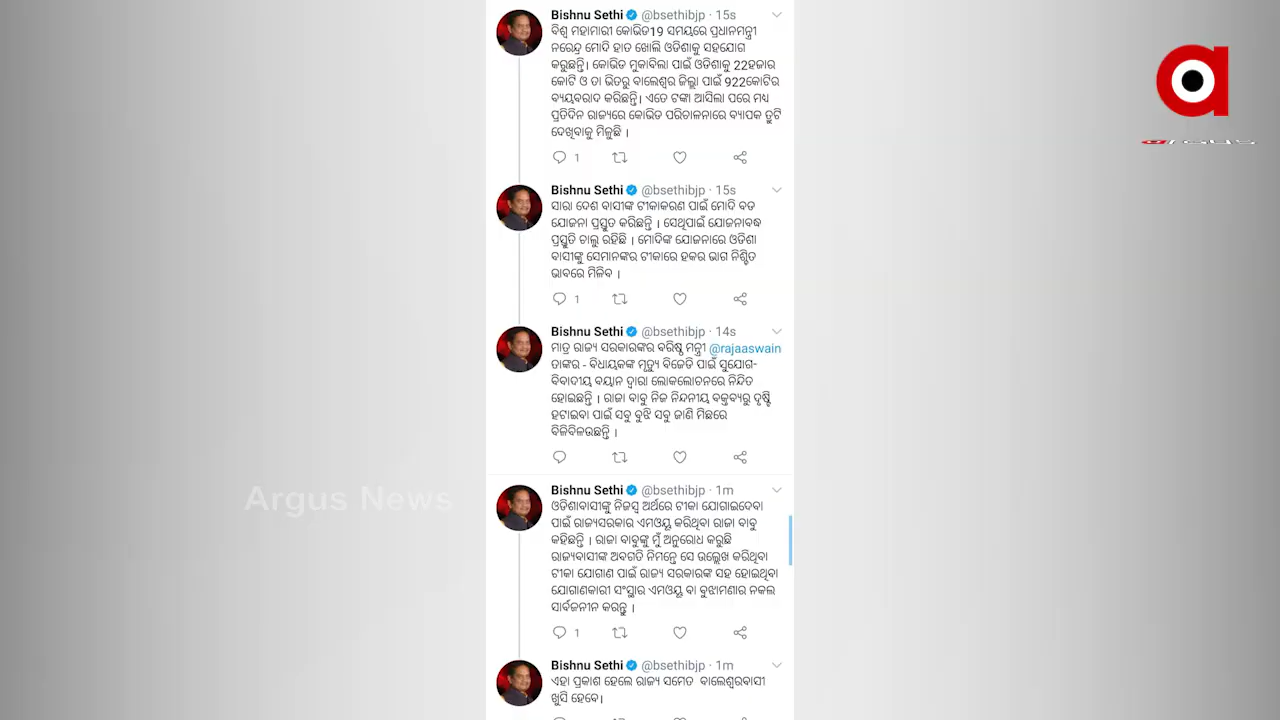 Bishnu Sethi @bsethibjp · 15s
ବିଶ୍ୱ ମହାମାରୀ କୋଭିଡ19 ସମୟରେ ପ୍ରଧାନମନ୍ତ୍ରୀ
ନରେନ୍ଦ୍ର ମୋଦି ହାତ ଖୋଲି ଓଡିଶାକୁ ସହଯୋଗ
କରୁଛନ୍ତି। କୋଭିଡ ମୁକାବିଲା ପାଇଁ ଓଡିଶାକୁ 22ହଜାର
କୋଟି ଓ ତା ଭିତରୁ ବାଲେଶ୍ୱର ଜିଲ୍ଲା ପାଇଁ 922କୋଟିର
ବ୍ୟୟବରାଦ କରିଛନ୍ତି। ଏତେ ଟଙ୍କା ଆସିଲା ପରେ ମଧ୍ୟ
ପ୍ରତିଦିନ ରାଜ୍ୟରେ କୋଭିଡ ପରିଚାଳନାରେ ବ୍ୟାପକ ତ୍ରୁଟି
ଦେଖିବାକୁ ମିଳୁଛି ।
1
Bishnu Sethi @bsethibjp · 15s
ସାରା ଦେଶ ବାସୀଙ୍କ ଟୀକାକରଣ ପାଇଁ ମୋଦି ବଡ
ଯୋଜନା ପ୍ରସ୍ତୁତ କରିଛନ୍ତି । ସେଥିପାଇଁ ଯୋଜନାବଦ୍ଧ
ପ୍ରସ୍ତୁତି ଚାଲୁ ରହିଛି । ମୋଦିଙ୍କ ଯୋଜନାରେ ଓଡିଶା
ବାସୀଙ୍କୁ ସେମାନଙ୍କର ଟୀକାରେ ହକର ଭାଗ ନିଶ୍ଚିତ
ଭାବରେ ମିଳିବ ।
1
Bishnu Sethi @bsethibjp · 14s
ମାତ୍ର ରାଜ୍ୟ ସରକାରଙ୍କର ବରିଷ୍ଠ ମନ୍ତ୍ରୀ @rajaaswain
ତାଙ୍କର - ବିଧାୟକଙ୍କ ମୃତ୍ୟୁ ବିଜେଡି ପାଇଁ ସୁଯୋଗ-
ବିବାଦୀୟ ବୟାନ ଦ୍ୱାରା ଲୋକଲୋଚନରେ ନିନ୍ଦିତ
ହୋଇଛନ୍ତି । ରାଜା ବାବୁ ନିଜ ନିନ୍ଦନୀୟ ବକ୍ତବ୍ୟରୁ ଦୃଷ୍ଟି
ହଟାଇବା ପାଇଁ ସବୁ ବୁଝି ସବୁ ଜାଣି ମିଛରେ
ବିଳିବିଳଉଛନ୍ତି ।
Bishnu Sethi @bsethibjp · 1m
ଓଡିଶାବାସୀଙ୍କୁ ନିଜସ୍ୱ ଅର୍ଥରେ ଟୀକା ଯୋଗାଇଦେବା
ପାଇଁ ରାଜ୍ୟସରକାର ଏମଓୟୁ କରିଥିବା ରାଜା ବାବୁ
କହିଛନ୍ତି । ରାଜା ବାବୁଙ୍କୁ ମୁଁ ଅନୁରୋଧ କରୁଛି
ରାଜ୍ୟବାସୀଙ୍କ ଅବଗତି ନିମନ୍ତେ ସେ ଉଲ୍ଲେଖ କରିଥିବା
ଟୀକା ଯୋଗାଣ ପାଇଁ ରାଜ୍ୟ ସରକାରଙ୍କ ସହ ହୋଇଥିବା
ଯୋଗାଣକାରୀ ସଂସ୍ଥାର ଏମଓୟୁ ବା ବୁଝାମଣାର ନକଲ
ସାର୍ବଜନୀନ କରନ୍ତୁ ।
1
Bishnu Sethi @bsethibjp · 1m
ଏହା ପ୍ରକାଶ ହେଲେ ରାଜ୍ୟ ସମେତ ବାଲେଶ୍ୱରବାସୀ
ଖୁସି ହେବେ।
Argus News